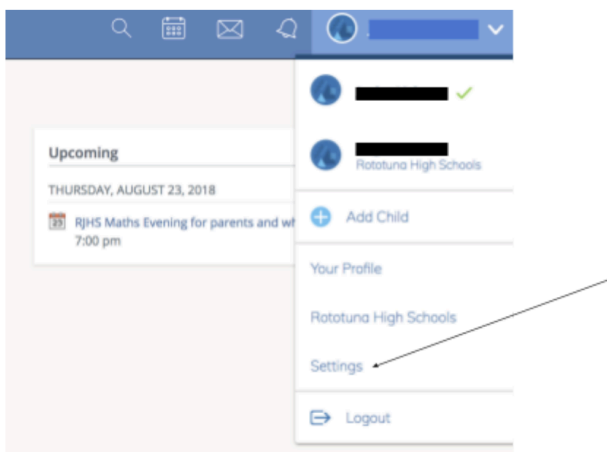 Upcoming
THURSDAY, AUGUST 23, 2018
RJHS Maths Evening for parents and wh
7:00 pm
Rototuna High Schools
Add Child
Your Profile
Rototuna High Schools
Settings
Logout